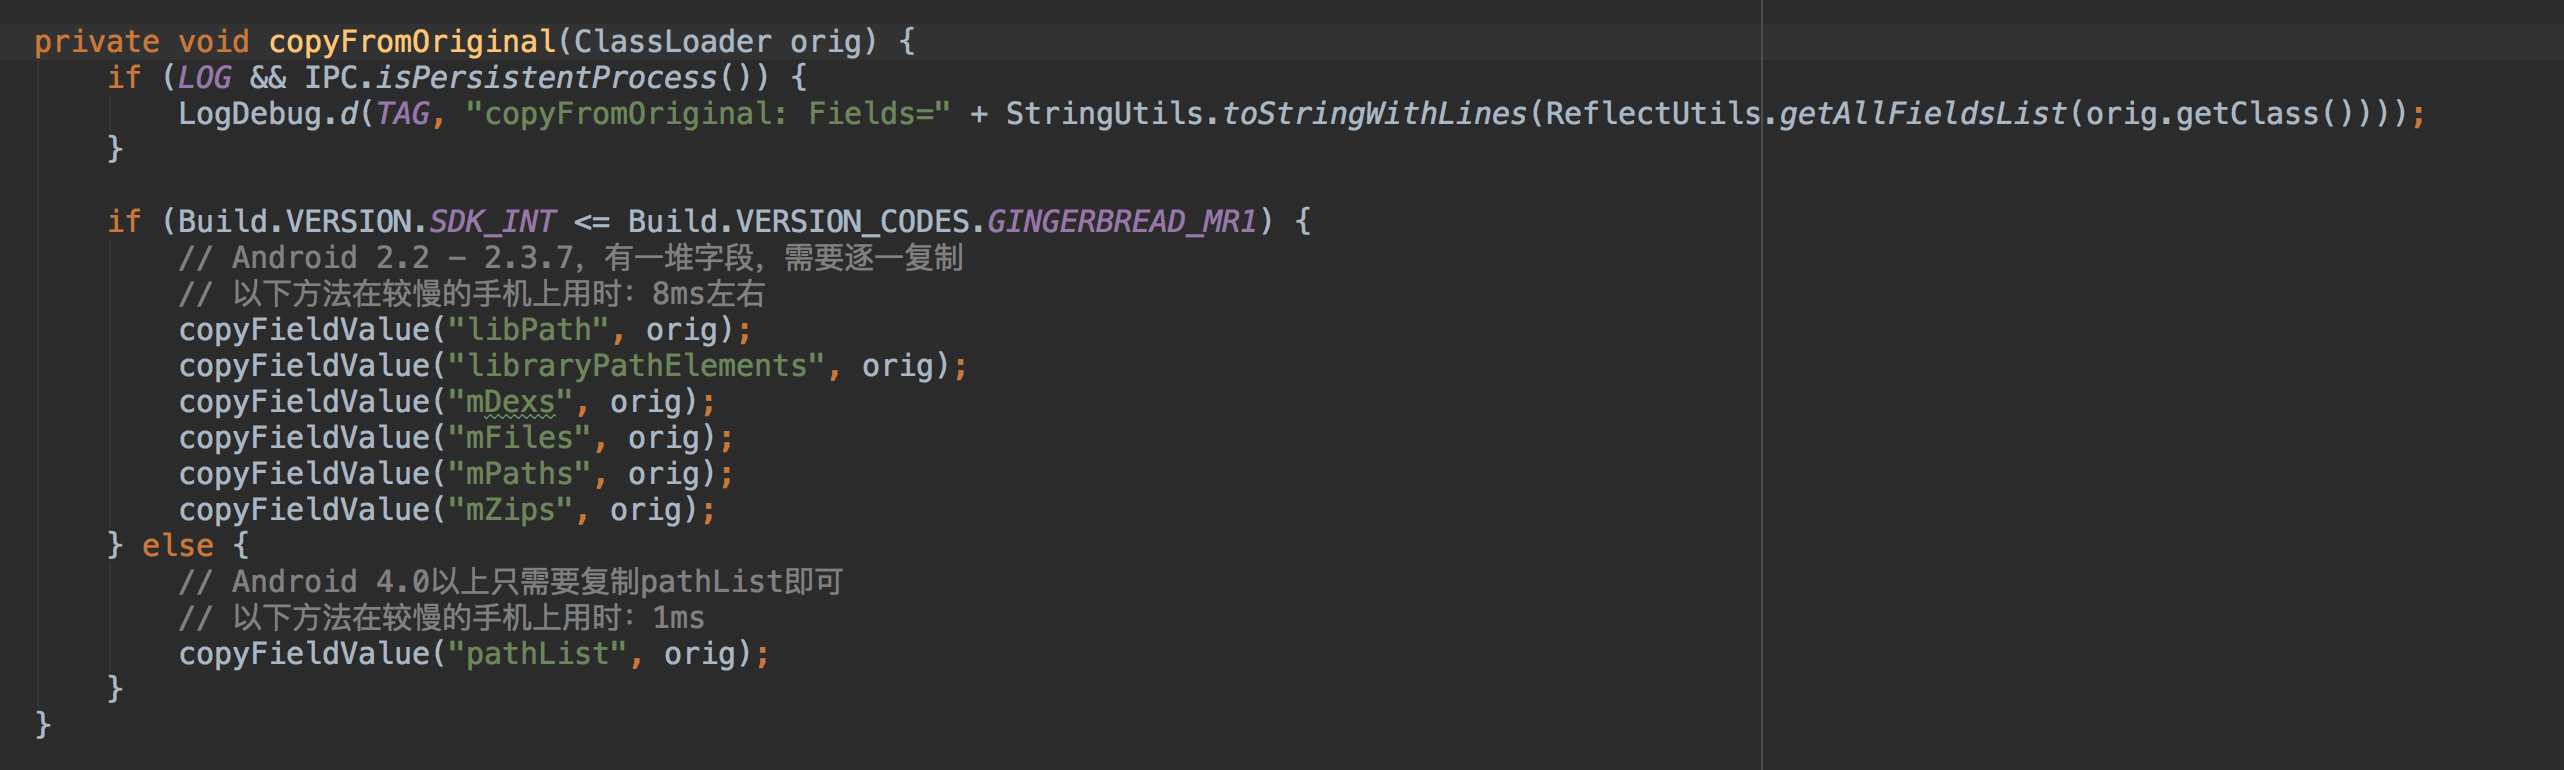 private void copyFromOriginal(ClassLoader orig) {
if (LOG && IPC.isPersistentProcess()) {
LogDebug.d(TAG, "copyFromOriginal: Fields=" + StringUtils.toStringWithLines(ReflectUtils.getAllFieldsList(orig.getClass())));
}
if (Build.VERSION.SDK_INT <= Build.VERSION_CODES.GINGERBREAD_MR1) {
// Android 2.2 - 2.3.7，有一堆字段，需要逐一复制
// 以下方法在较慢的手机上用时：8ms左右
copyFieldValue("libPath", orig);
copyFieldValue("libraryPathElements", orig);
copyFieldValue("mDexs", orig);
copyFieldValue("mFiles", orig);
copyFieldValue("mPaths", orig);
copyFieldValue("mZips", orig);
} else {
// Android 4.0以上只需要复制pathList即可
// 以下方法在较慢的手机上用时：1ms
copyFieldValue("pathList", orig);
}
}